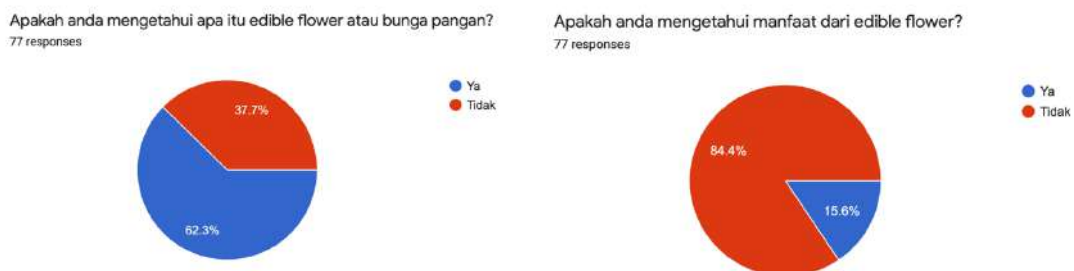 Apakah anda mengetahui apa itu edible flower atau bunga pangan?
77 responses
Ya
Tidak
37.7%
62.3%
Apakah anda mengetahui manfaat dari edible flower?
77 responses
Ya
Tidak
84.4%
15.6%